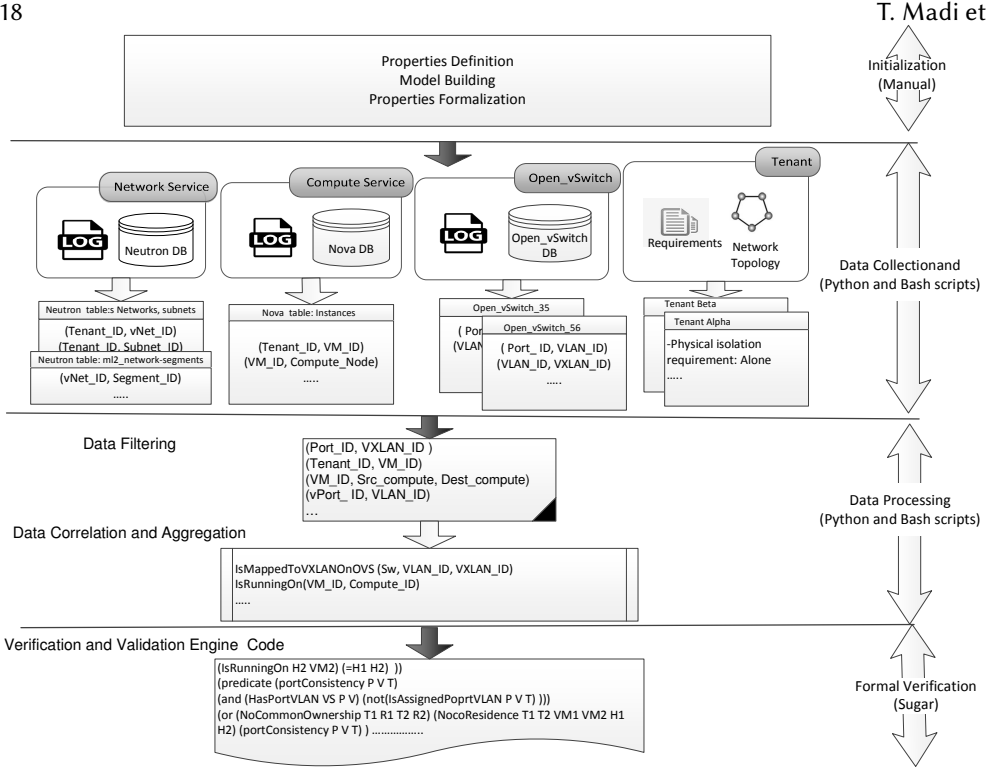 18
T. Madi et
Properties Definition
Model Building
Properties Formalization
Initialization
(Manual)
Network Service
LOG
Neutron DB
Compute Service
LOG
Nova DB
Open_vSwitch
LOG
Open_vSwitch
DB
Tenant
Requirements
Network
Topology
Neutron table:s Networks, subnets
(Tenant_ID, vNet_ID)
(Tenant_ID, Subnet_ID)
Neutron table: ml2_network-segments
(vNet_ID, Segment_ID)
.....
Nova table: Instances
(Tenant_ID, VM_ID)
(VM_ID, Compute_Node)
.....
Open_vSwitch_35
( Por
(VLAN
Open_vSwitch_56
( Port_ ID, VLAN_ID)
(VLAN_ID, VXLAN_ID)
.....
Tenant Beta
Tenant Alpha
-Physical isolation
requirement: Alone
.....
Data Collectionand
(Python and Bash scripts)
Data Filtering
(Port_ID, VXLAN_ID )
(Tenant_ID, VM_ID)
(VM_ID, Src_compute, Dest_compute)
(vPort_ ID, VLAN_ID)
...
Data Correlation and Aggregation
IsMappedToVXLANOnOVS (Sw, VLAN_ID, VXLAN_ID)
IsRunningOn(VM_ID, Compute_ID)
.....
Data Processing
(Python and Bash scripts)
Verification and Validation Engine Code
(IsRunningOn H2 VM2) (=H1 H2) ))
(predicate (portConsistency P V T)
(and (HasPortVLAN VS P V) (not(IsAssignedPoprtVLAN P V T) )))
(or (NoCommonOwnership T1 R1 T2 R2) (NocoResidence T1 T2 VM1 VM2 H1
H2) (portConsistency P V T) ) ................
Formal Verification
(Sugar)